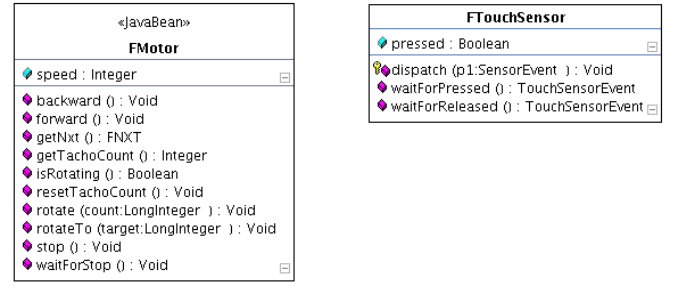 «JavaBean»
FMotor
speed : Integer
backward () : Void
forward () : Void
getNxt () : FNXT
getTachoCount () : Integer
isRotating () : Boolean
resetTachoCount () : Void
rotate (count:LongInteger ) : Void
rotateTo (target:LongInteger ) : Void
stop () : Void
waitForStop () : Void
FTouchSensor
pressed : Boolean
dispatch (p1:SensorEvent ) : Void
waitForPressed () : TouchSensorEvent
waitForReleased () : TouchSensorEvent